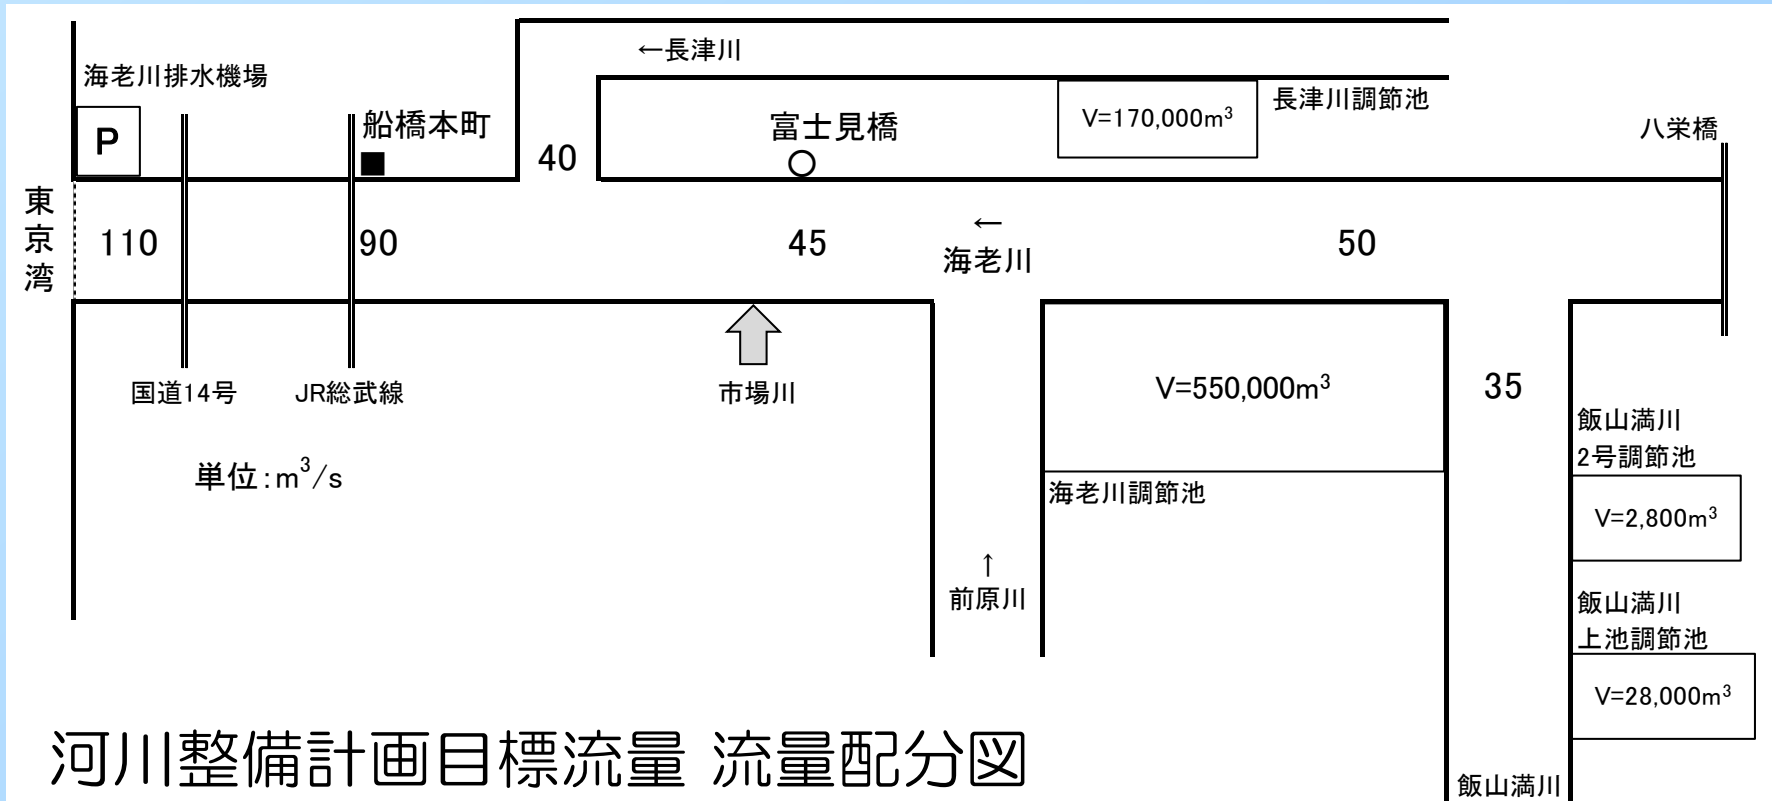 ←長津川
海老川排水機場
P
船橋本町
40
富士見橋
V=170,000m³
長津川調節池
八栄橋
東京湾
110
90
45
←
海老川
50
国道14号
JR総武線
市場川
V=550,000m³
35
飯山満川
2号調節池
単位:m³/s
海老川調節池
V=2,800m³
↑
前原川
飯山満川
上池調節池
V=28,000m³
河川整備計画目標流量 流量配分図
飯山満川